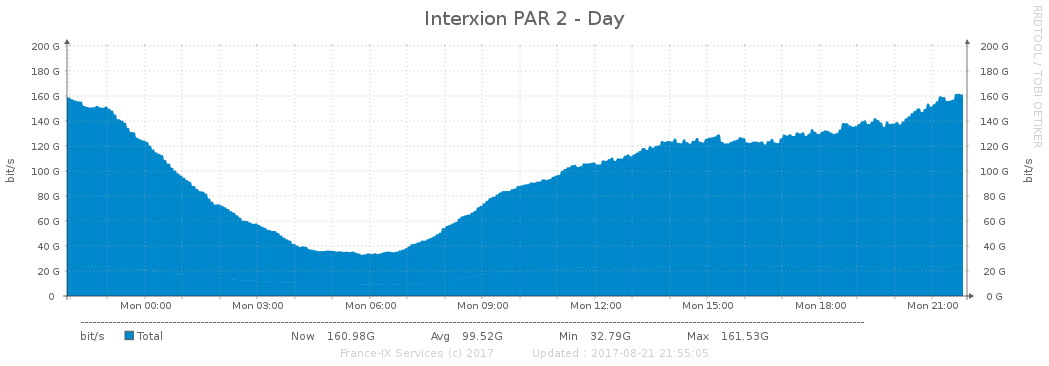 Interxion PAR 2 - Day
RRDTOOL / TOBI OETIKER
bit/s
200 G
180 G
160 G
140 G
120 G
100 G
80 G
60 G
40 G
20 G
0
200 G
180 G
160 G
140 G
120 G
100 G
80 G
60 G
40 G
20 G
0 G
bit/s
Mon 00:00 Mon 03:00 Mon 06:00 Mon 09:00 Mon 12:00 Mon 15:00 Mon 18:00 Mon 21:00
bit/s Total Now 160.98G Avg 99.52G Min 32.79G Max 161.53G
France-IX Services (c) 2017 Updated : 2017-08-21 21:55:05